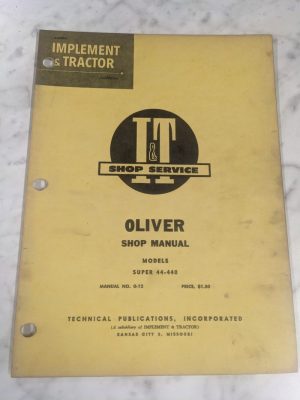 IMPLEMENT
& TRACTOR
I&T
SHOP SERVICE
OLIVER
SHOP MANUAL
MODELS
SUPER 44-440
MANUAL NO. O-12
PRICE, $1.50
TECHNICAL PUBLICATIONS, INCORPORATED
(A subsidiary of IMPLEMENT & TRACTOR)
KANSAS CITY 5, MISSOURI